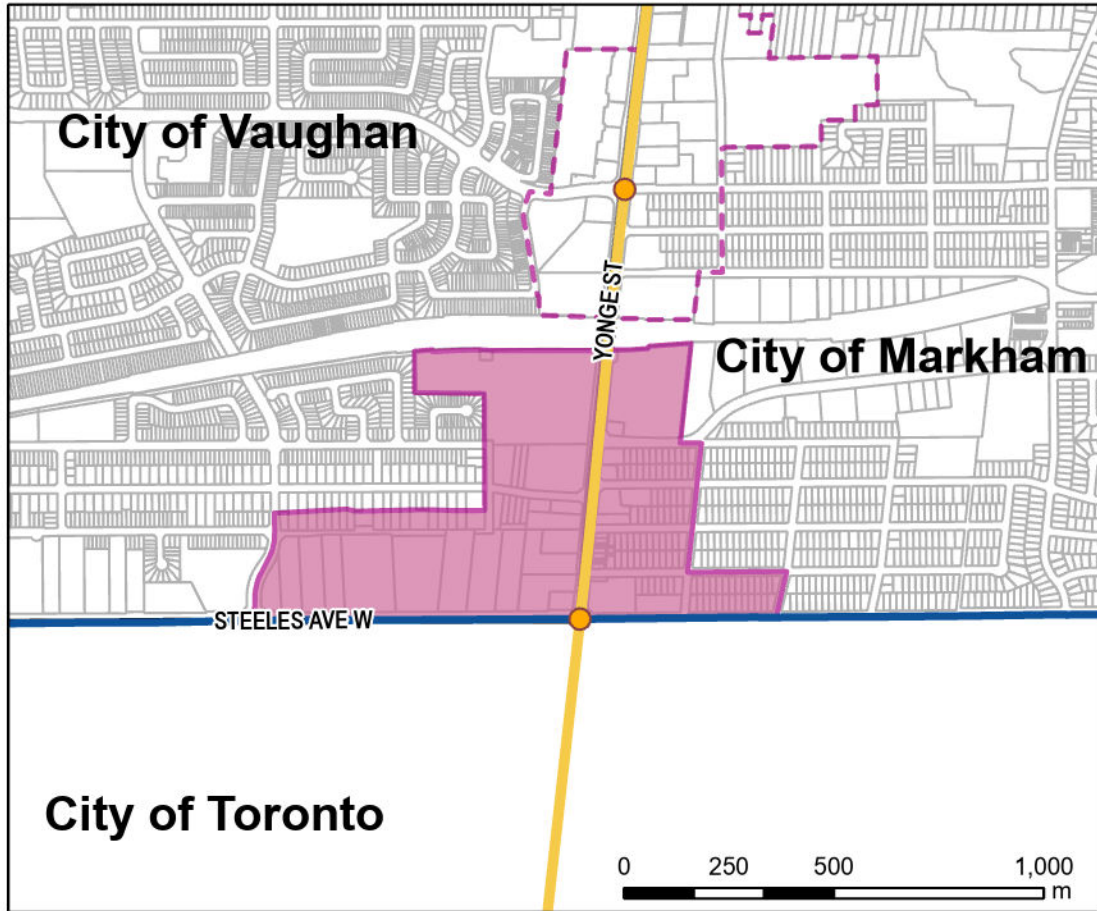 City of Vaughan
YONGE ST
City of Markham
STEELES AVE W
City of Toronto
0 250 500 1,000
m